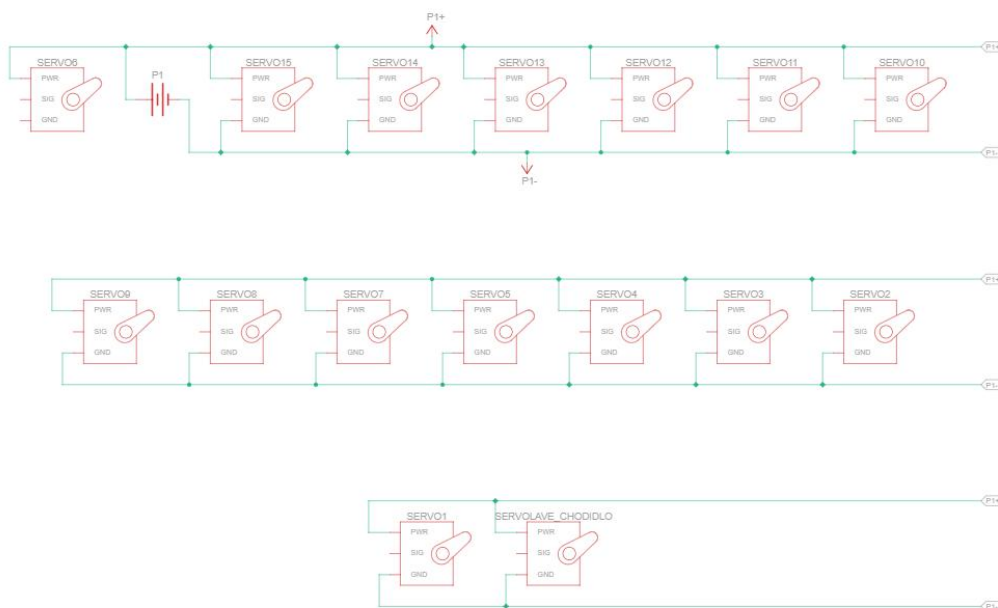 P1+
P1+
SERVO6
P1
SERVO15
SERVO14
SERVO13
SERVO12
SERVO11
SERVO10
PWR
PWR
PWR
PWR
PWR
PWR
PWR
SIG
SIG
SIG
SIG
SIG
SIG
SIG
GND
GND
GND
GND
GND
GND
GND
P1-
P1-
P1+
SERVO9
SERVO8
SERVO7
SERVO5
SERVO4
SERVO3
SERVO2
PWR
PWR
PWR
PWR
PWR
PWR
PWR
SIG
SIG
SIG
SIG
SIG
SIG
SIG
GND
GND
GND
GND
GND
GND
GND
P1-
P1+
SERVO1
SERVOLAVE_CHODIDLO
PWR
PWR
SIG
SIG
GND
GND
P1-